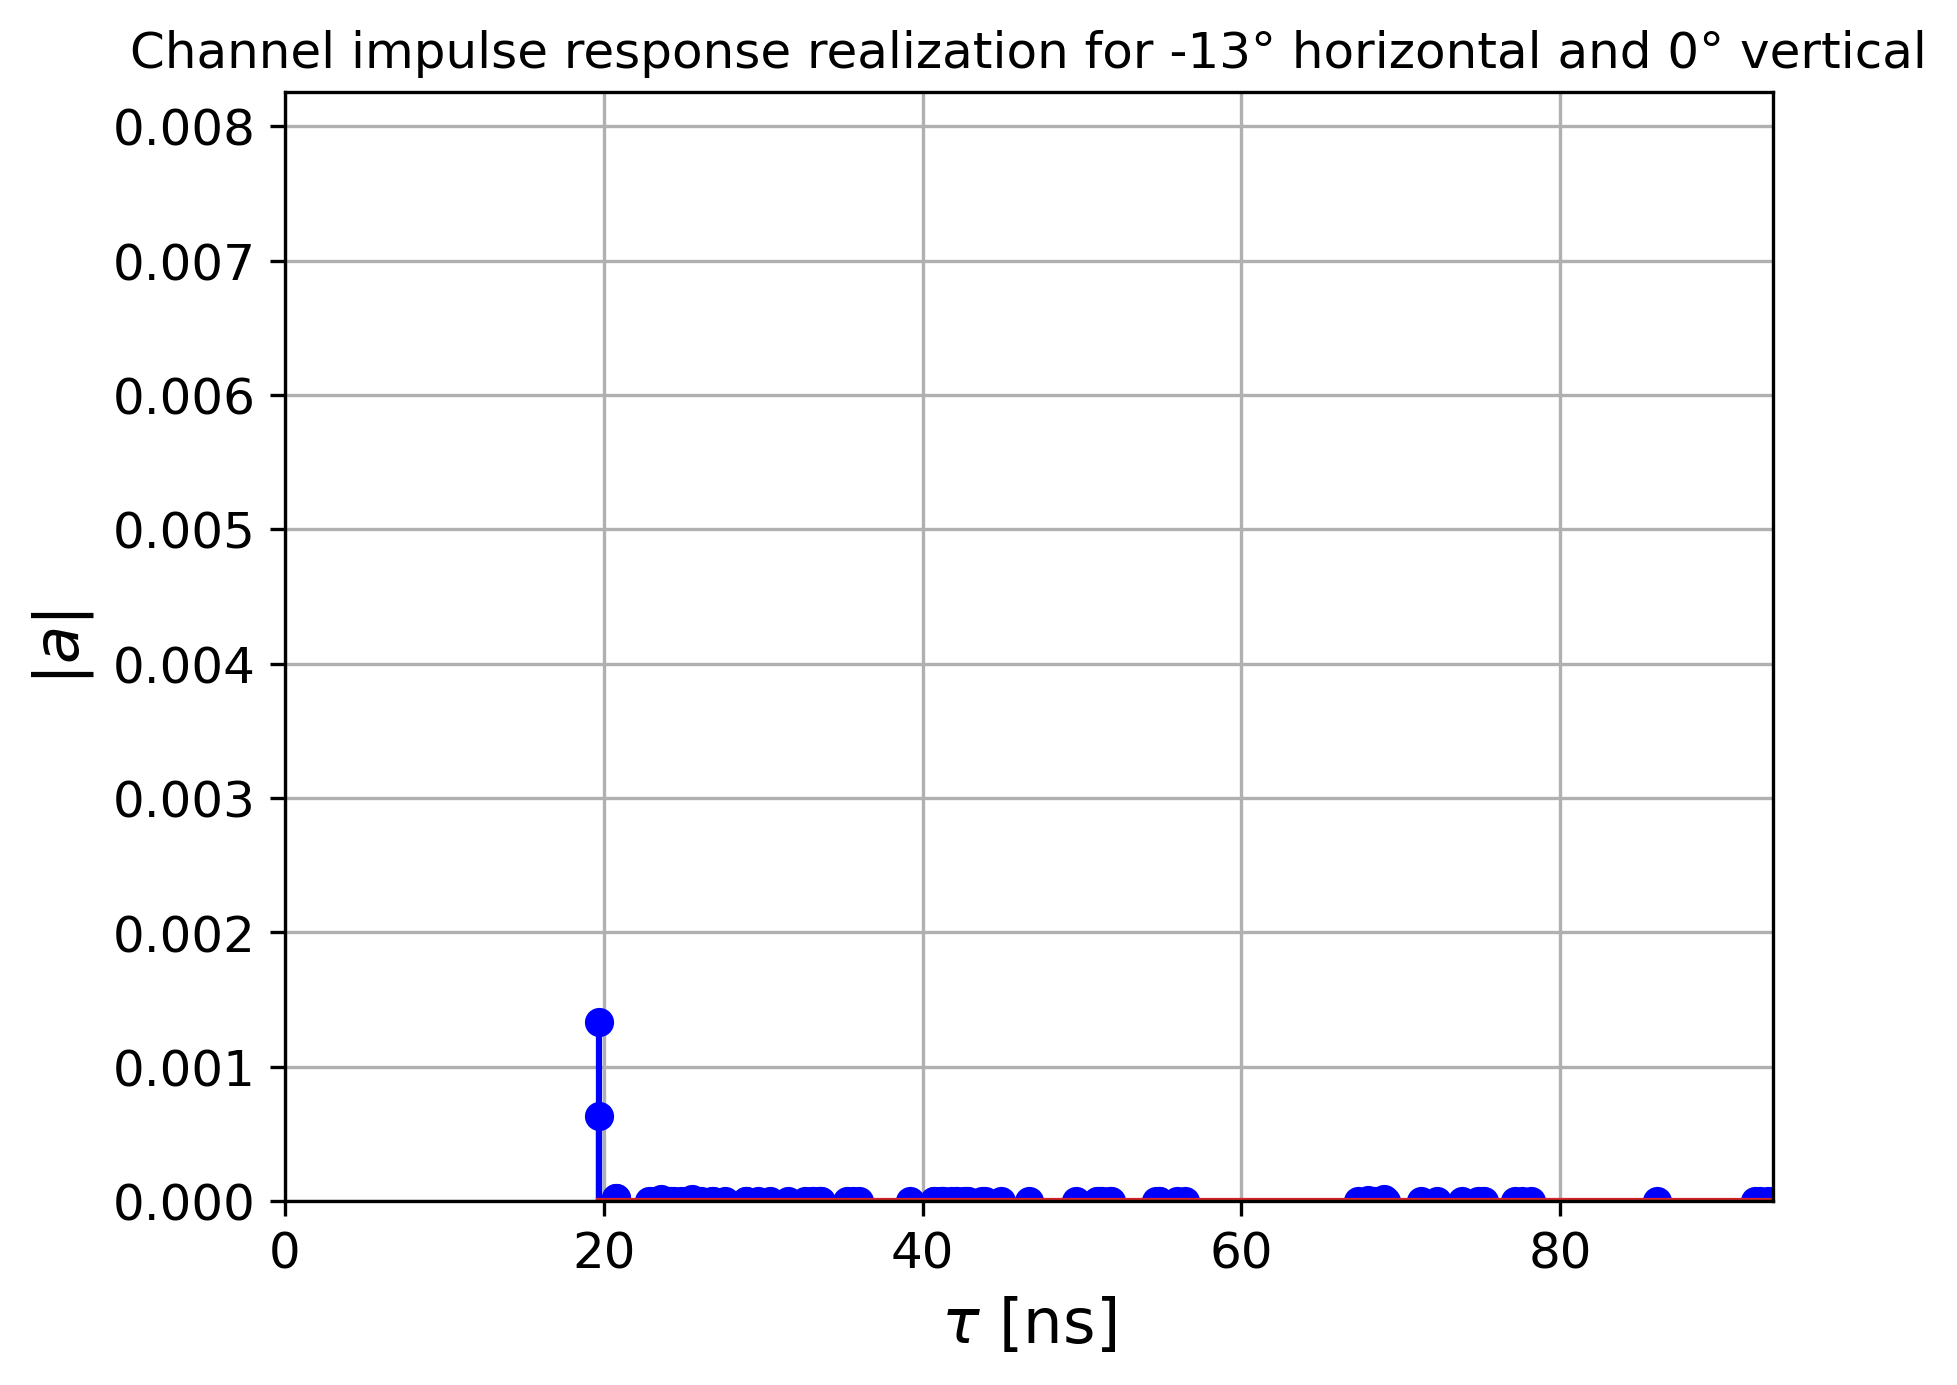 Channel impulse response realization for -13° horizontal and 0° vertical
0.008
0.007
0.006
0.005
0.004
0.003
0.002
0.001
0.000
|a|
0 20 40 60 80
τ [ns]